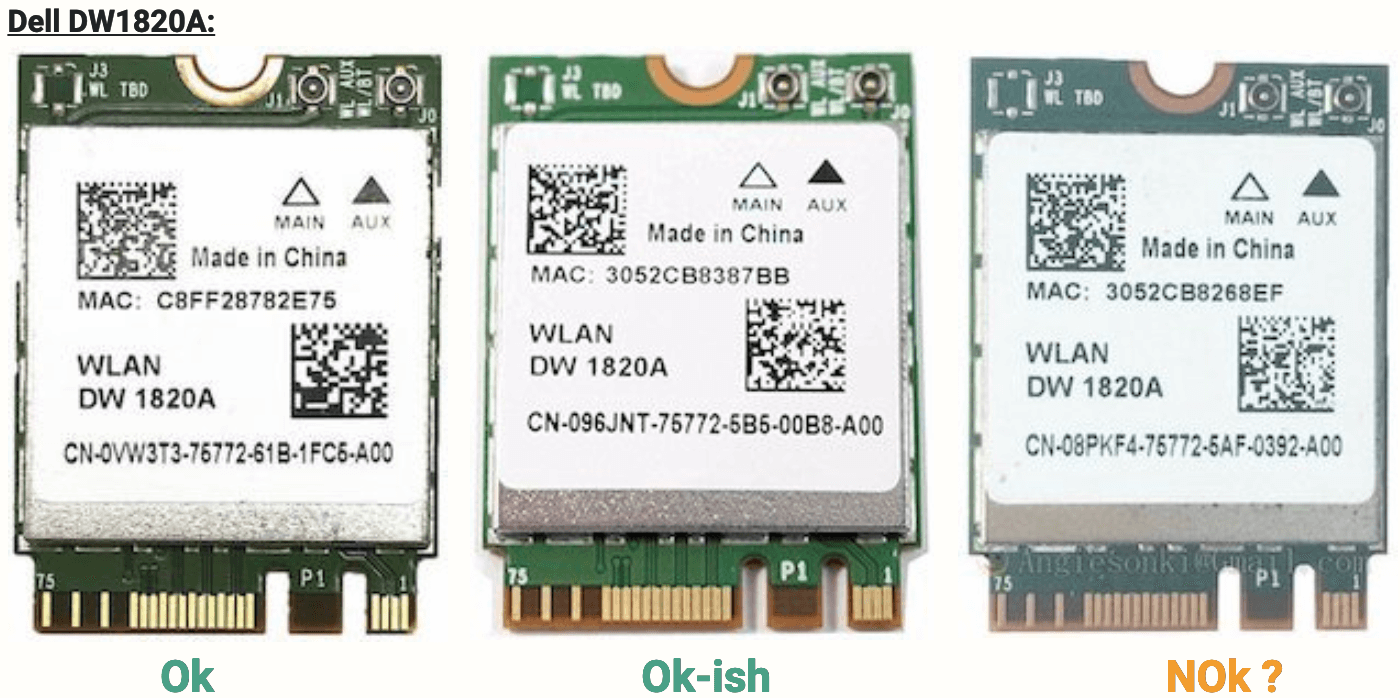 Dell DW1820A:
J3
WL TBD
J1
WL AUX
WL/BT
J0
MAIN
AUX
Made in China
MAC: C8FF28782E75
WLAN
DW 1820A
CN-0VW3T3-75772-61B-1FC5-A00
75
P1
1
Ok
J3
WL TBD
J1
WL AUX
WL/BT
J0
MAIN
AUX
Made in China
MAC: 3052CB8387BB
WLAN
DW 1820A
CN-096JNT-75772-5B5-00B8-A00
75
P1
1
Ok-ish
J3
WL TBD
J1
WL AUX
WL/BT
J0
MAIN
AUX
Made in China
MAC: 3052CB8268EF
WLAN
DW 1820A
CN-08PKF4-75772-5AF-0392-A00
Angiesonki@gmail.com
75
P1
1
NOk ?